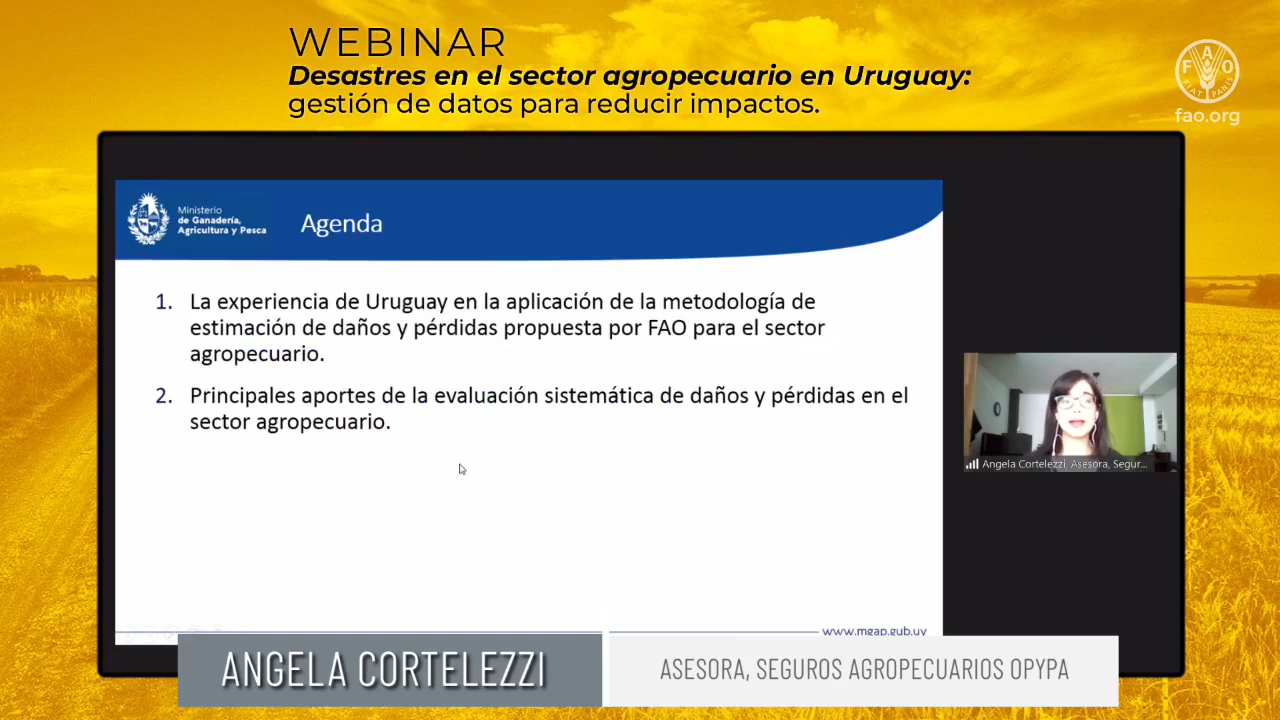 WEBINAR
Desastres en el sector agropecuario en Uruguay:
gestión de datos para reducir impactos.
FAO
FIAT PANIS
fao.org
Ministerio
de Ganadería,
Agricultura y Pesca
Agenda
1. La experiencia de Uruguay en la aplicación de la metodología de
estimación de daños y pérdidas propuesta por FAO para el sector
agropecuario.
2. Principales aportes de la evaluación sistemática de daños y pérdidas en el
sector agropecuario.
Angela Cortelezzi, Asesora, Segur...
www.mgap.gub.uy
ANGELA CORTELEZZI
ASESORA, SEGUROS AGROPECUARIOS OPYPA